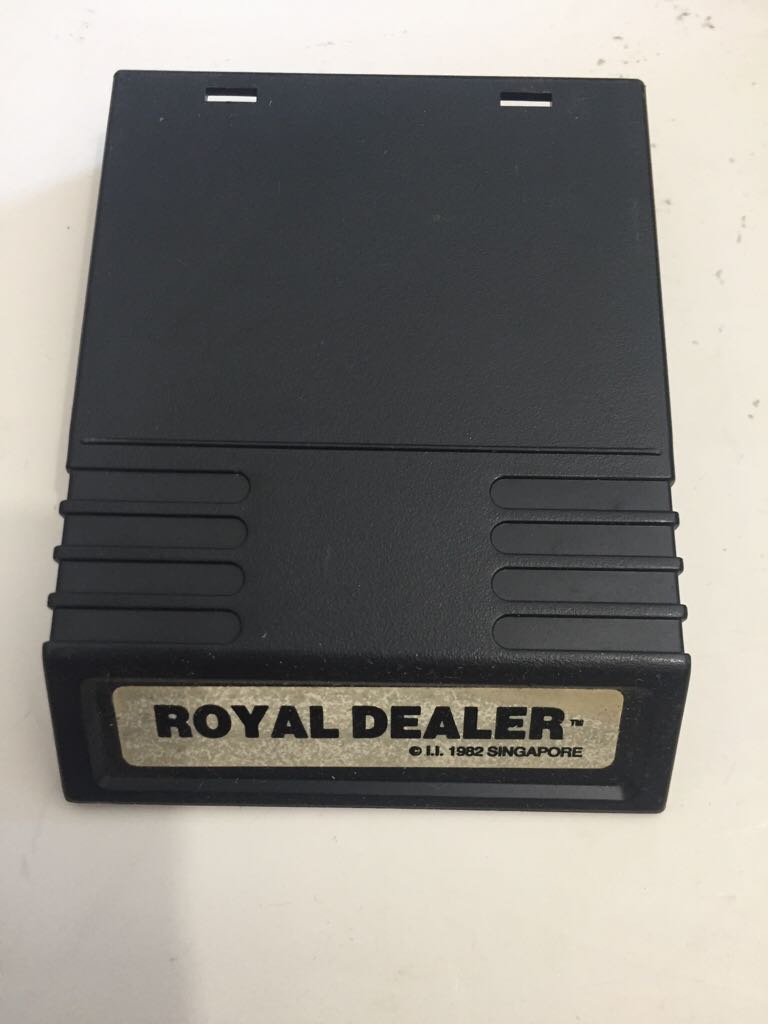 ROYAL DEALER™
© I.I. 1982 SINGAPORE